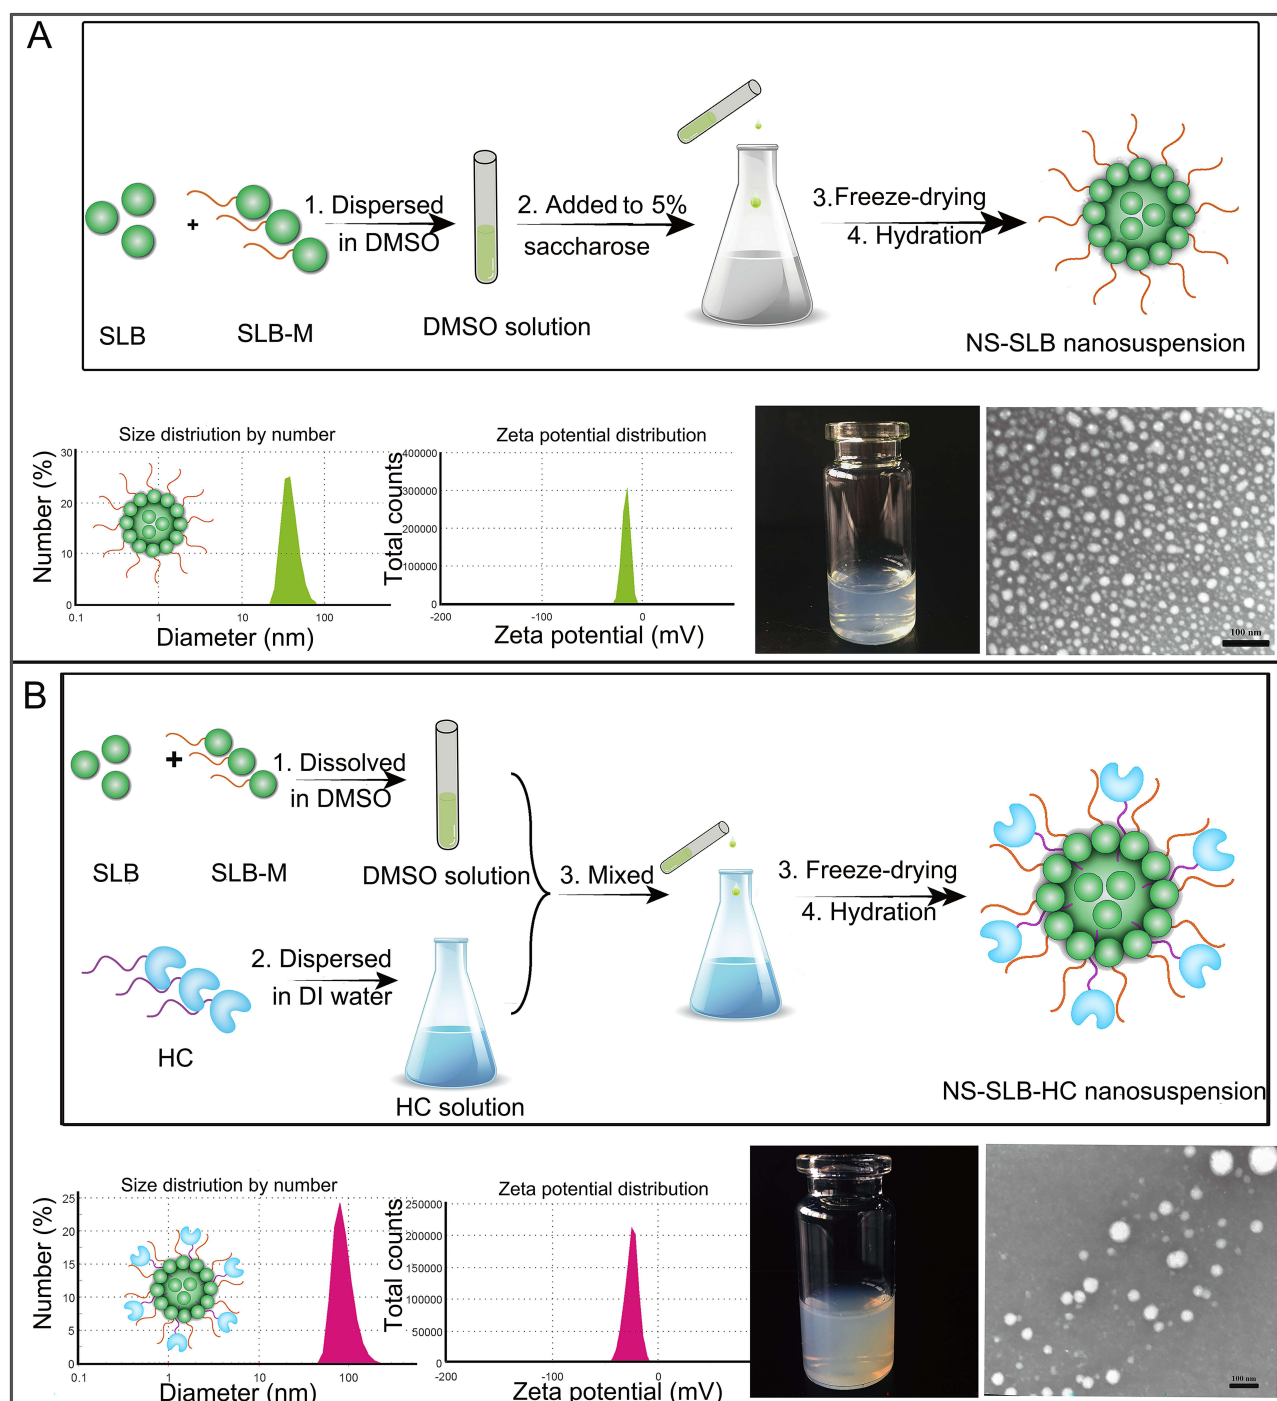 A
1. Dispersed
in DMSO
2. Added to 5%
saccharose
3.Freeze-drying
4. Hydration
+
SLB
SLB-M
DMSO solution
NS-SLB nanosuspension
Size distriution by number
Number (%)
30
20
10
0
0.1
1
10
100
Diameter (nm)
Zeta potential distribution
Total counts
400000
300000
200000
100000
0
-200
-100
0
Zeta potential (mV)
100 nm
B
+
1. Dissolved
in DMSO
SLB
SLB-M
DMSO solution
3. Mixed
3. Freeze-drying
4. Hydration
2. Dispersed
in DI water
HC
HC solution
NS-SLB-HC nanosuspension
Size distriution by number
Number (%)
25
20
15
10
5
0
0.1
1
10
100
Diameter (nm)
Zeta potential distribution
Total counts
250000
200000
150000
100000
50000
0
-200
-100
0
Zeta potential (mV)
100 nm